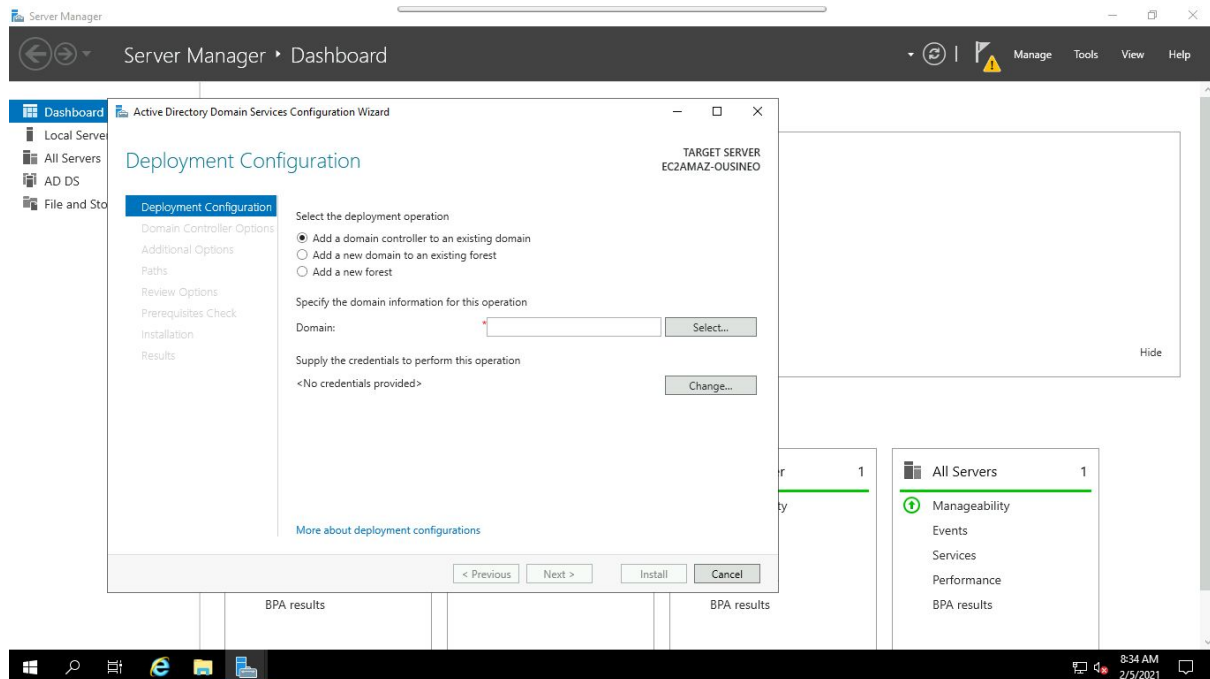 Server Manager
Server Manager • Dashboard
Manage Tools View Help
Dashboard
Local Server
All Servers
AD DS
File and Sto
Active Directory Domain Services Configuration Wizard
Deployment Configuration
TARGET SERVER
EC2AMAZ-OUSINEO
Deployment Configuration
Domain Controller Options
Additional Options
Paths
Review Options
Prerequisites Check
Installation
Results
Select the deployment operation
Add a domain controller to an existing domain
Add a new domain to an existing forest
Add a new forest
Specify the domain information for this operation
Domain: *
Select...
Supply the credentials to perform this operation
<No credentials provided>
Change...
More about deployment configurations
< Previous Next > Install Cancel
Hide
1
BPA results
BPA results
All Servers 1
Manageability
Events
Services
Performance
BPA results
8:34 AM
2/5/2021